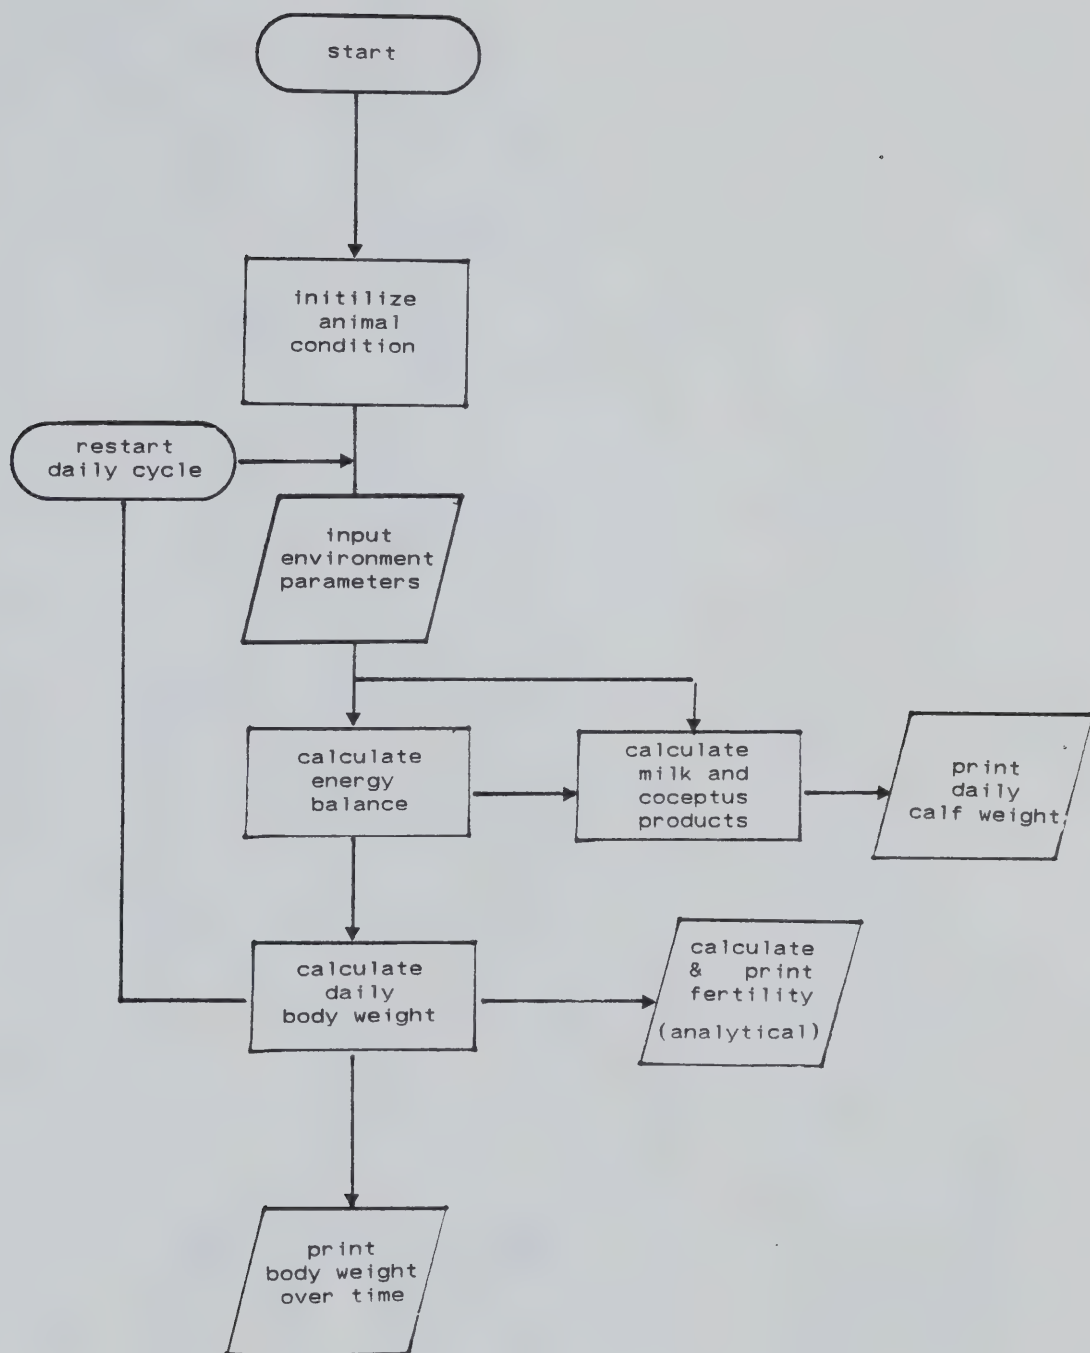 start
initilize
animal
condition
restart
daily cycle
input
environment
parameters
calculate
energy
balance
calculate
milk and
coceptus
products
print
daily
calf weight
calculate
daily
body weight
calculate
& print
fertility
(analytical)
print
body weight
over time